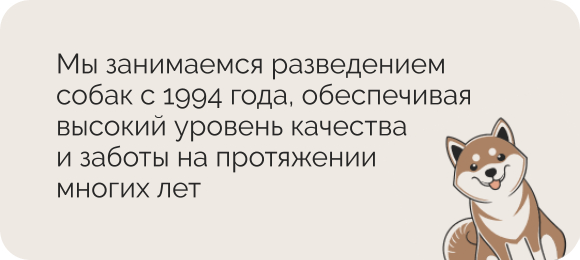 Мы занимаемся разведением
собак с 1994 года, обеспечивая
высокий уровень качества
и заботы на протяжении
многих лет